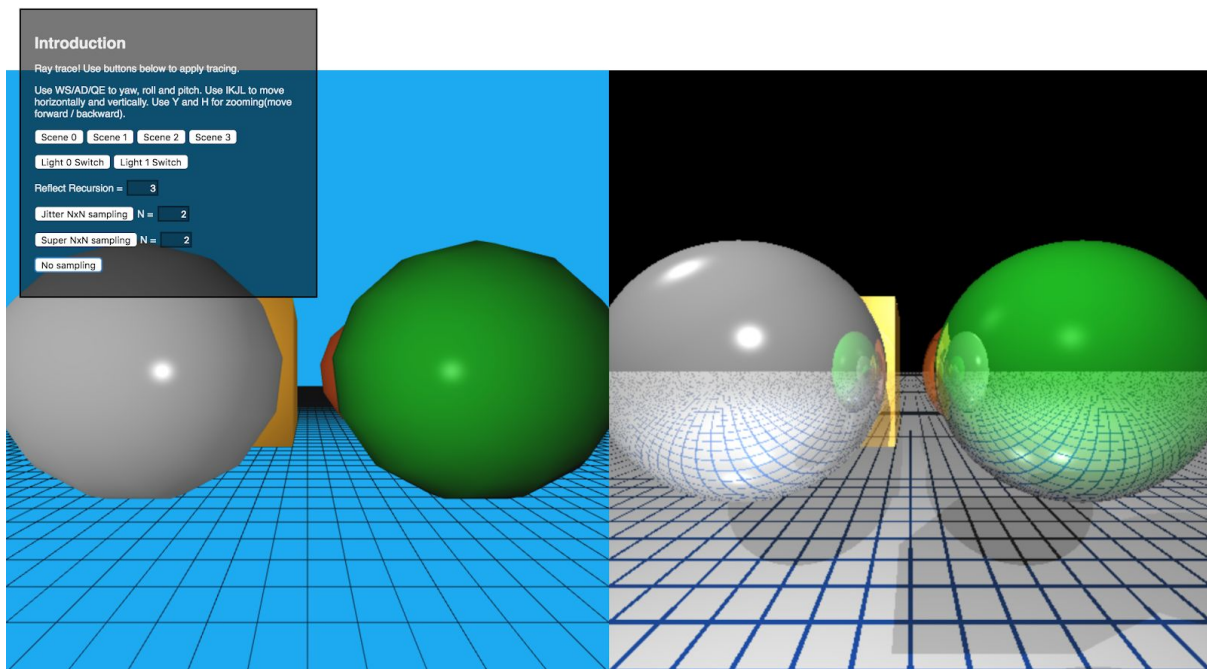 Introduction
Ray trace! Use buttons below to apply tracing.
Use WS/AD/QE to yaw, roll and pitch. Use IKJL to move
horizontally and vertically. Use Y and H for zooming(move
forward / backward).
Scene 0 Scene 1 Scene 2 Scene 3
Light 0 Switch Light 1 Switch
Reflect Recursion = 3
Jitter NxN sampling N = 2
Super NxN sampling N = 2
No sampling